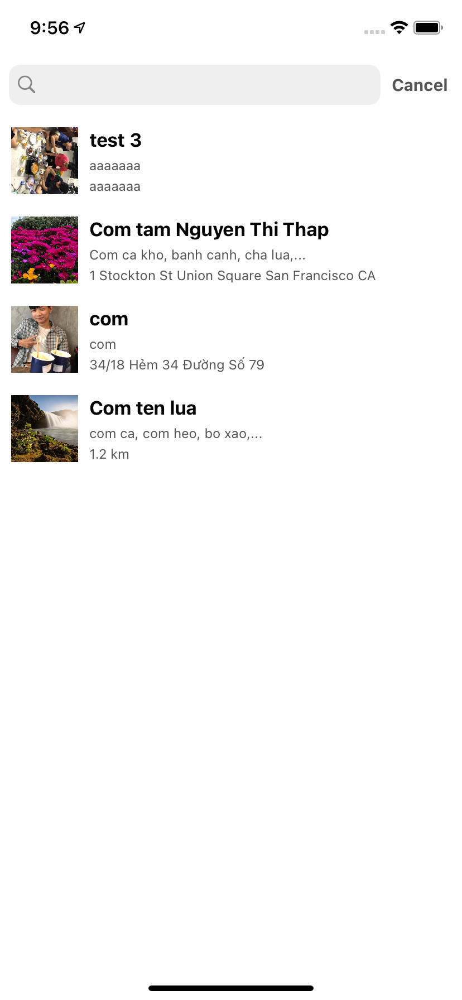 9:56
Cancel
test 3
aaaaaaa
aaaaaaa
Com tam Nguyen Thi Thap
Com ca kho, banh canh, cha lua,...
1 Stockton St Union Square San Francisco CA
com
com
34/18 Hẻm 34 Đường Số 79
Com ten lua
com ca, com heo, bo xao,...
1.2 km